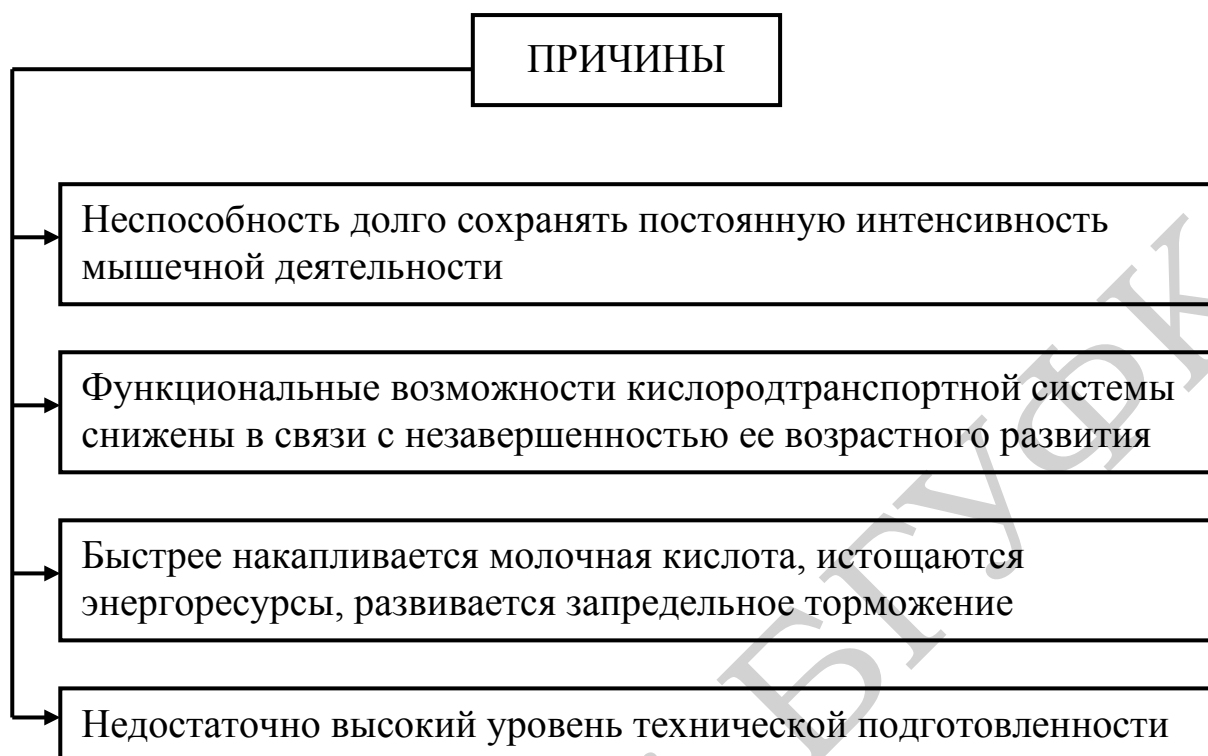 ПРИЧИНЫ
Неспособность долго сохранять постоянную интенсивность
мышечной деятельности
Функциональные возможности кислородтранспортной системы
снижены в связи с незавершенностью ее возрастного развития
Быстрее накапливается молочная кислота, истощаются
энергоресурсы, развивается запредельное торможение
Недостаточно высокий уровень технической подготовленности
БГУФК